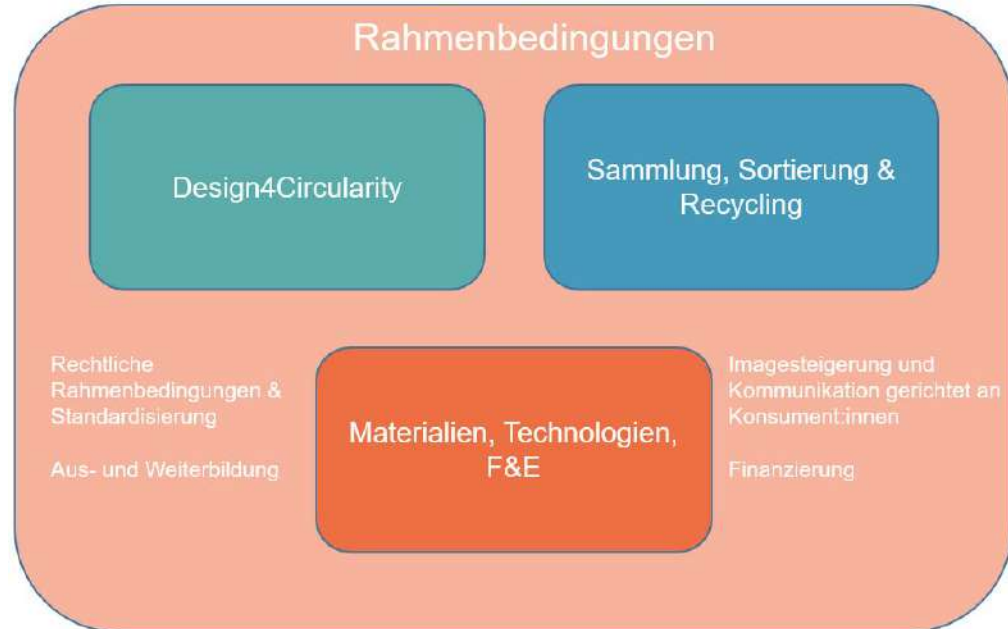 Rahmenbedingungen
Design4Circularity
Sammlung, Sortierung &
Recycling
Rechtliche
Rahmenbedingungen &
Standardisierung
Aus- und Weiterbildung
Materialien, Technologien,
F&E
Imagesteigerung und
Kommunikation gerichtet an
Konsument:innen
Finanzierung